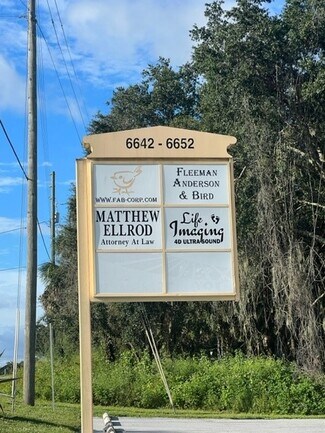 6642 - 6652
WWW.FAB-CORP.COM
FLEEMAN
ANDERSON
& BIRD
MATTHEW
ELLROD
Attorney At Law
Life
Imaging
4D ULTRASOUND